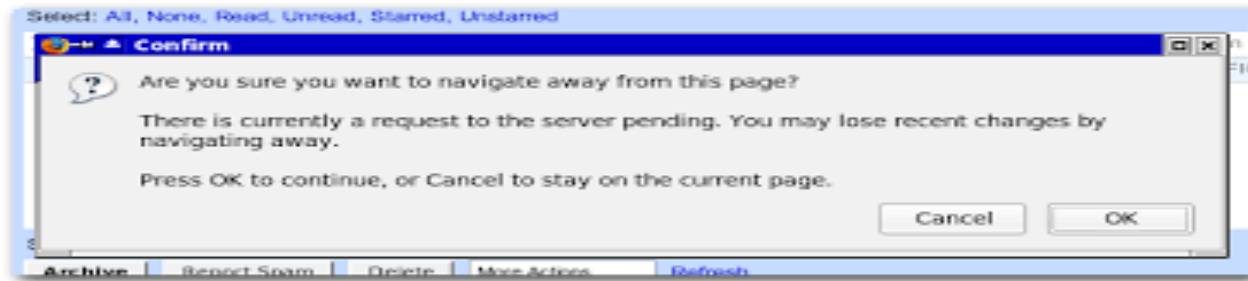 Select: All, None, Read, Unread, Starred, Unstarred
Confirm
Are you sure you want to navigate away from this page?
There is currently a request to the server pending. You may lose recent changes by
navigating away.
Press OK to continue, or Cancel to stay on the current page.
Cancel OK
Archive Report Spam Delete More Actions Refresh